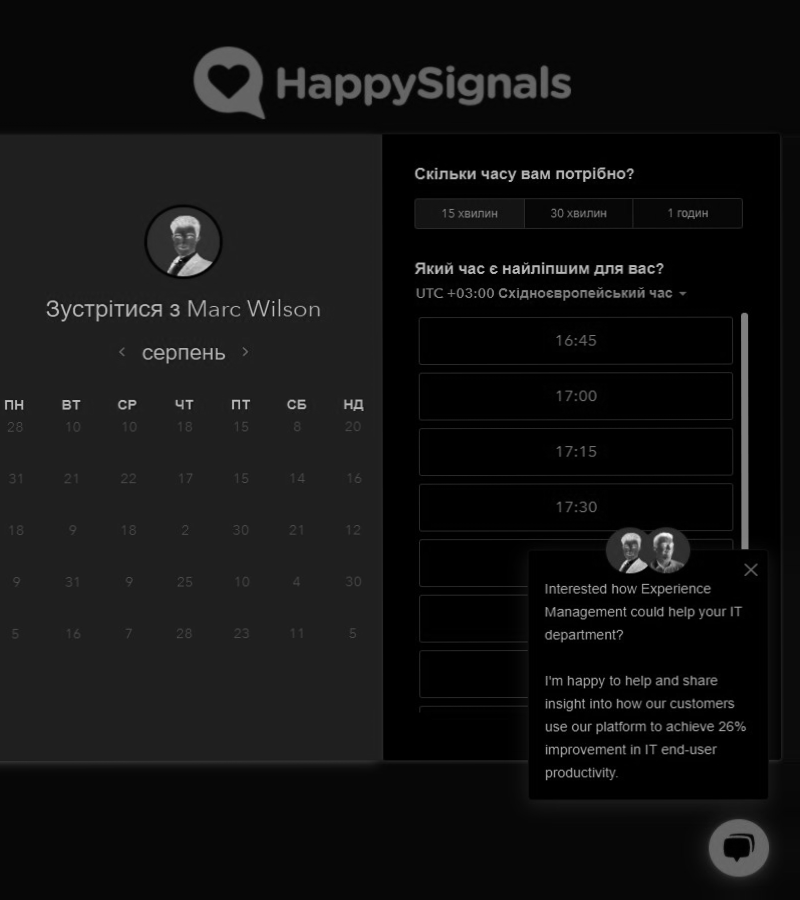 HappySignals
Зустрітися з Marc Wilson
серпень
ПН ВТ СР ЧТ ПТ СБ НД
28 10 10 18 15 8 20
31 21 22 17 15 14 16
18 9 18 2 30 21 12
9 31 9 25 10 4 30
5 16 7 28 23 11 5
Скільки часу вам потрібно?
15 хвилин 30 хвилин 1 годин
Який час є найліпшим для вас?
UTC +03:00 Східноєвропейський час
16:45
17:00
17:15
17:30
Interested how Experience
Management could help your IT
department?
I'm happy to help and share
insight into how our customers
use our platform to achieve 26%
improvement in IT end-user
productivity.